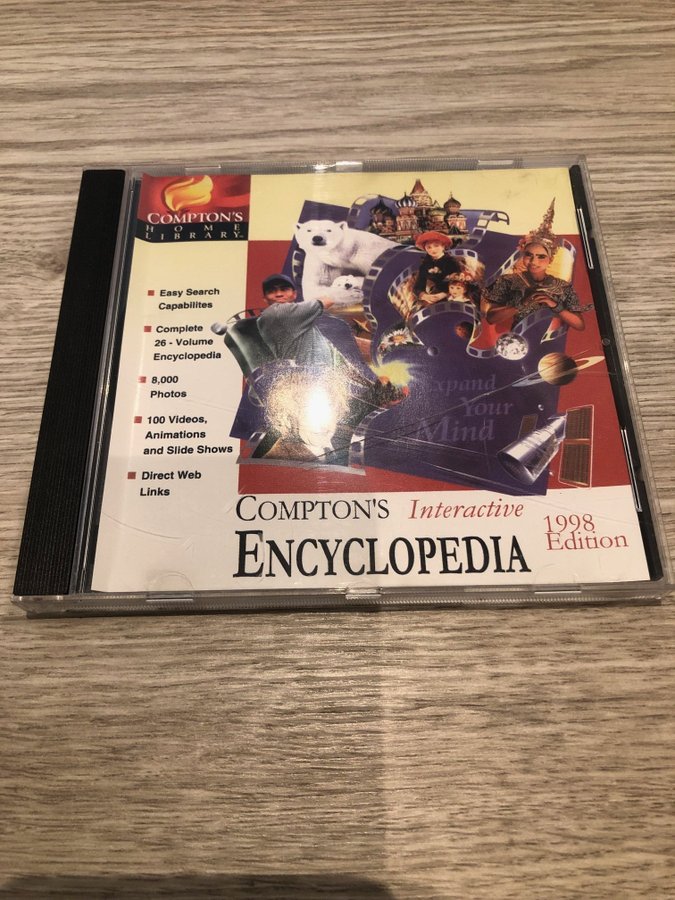 COMPTON'S
HOME
LIBRARY
Easy Search
Capabilites
Complete
26 - Volume
Encyclopedia
8,000
Photos
100 Videos,
Animations
and Slide Shows
Direct Web
Links
Expand
Your
Mind
COMPTON'S Interactive
ENCYCLOPEDIA
1998
Edition